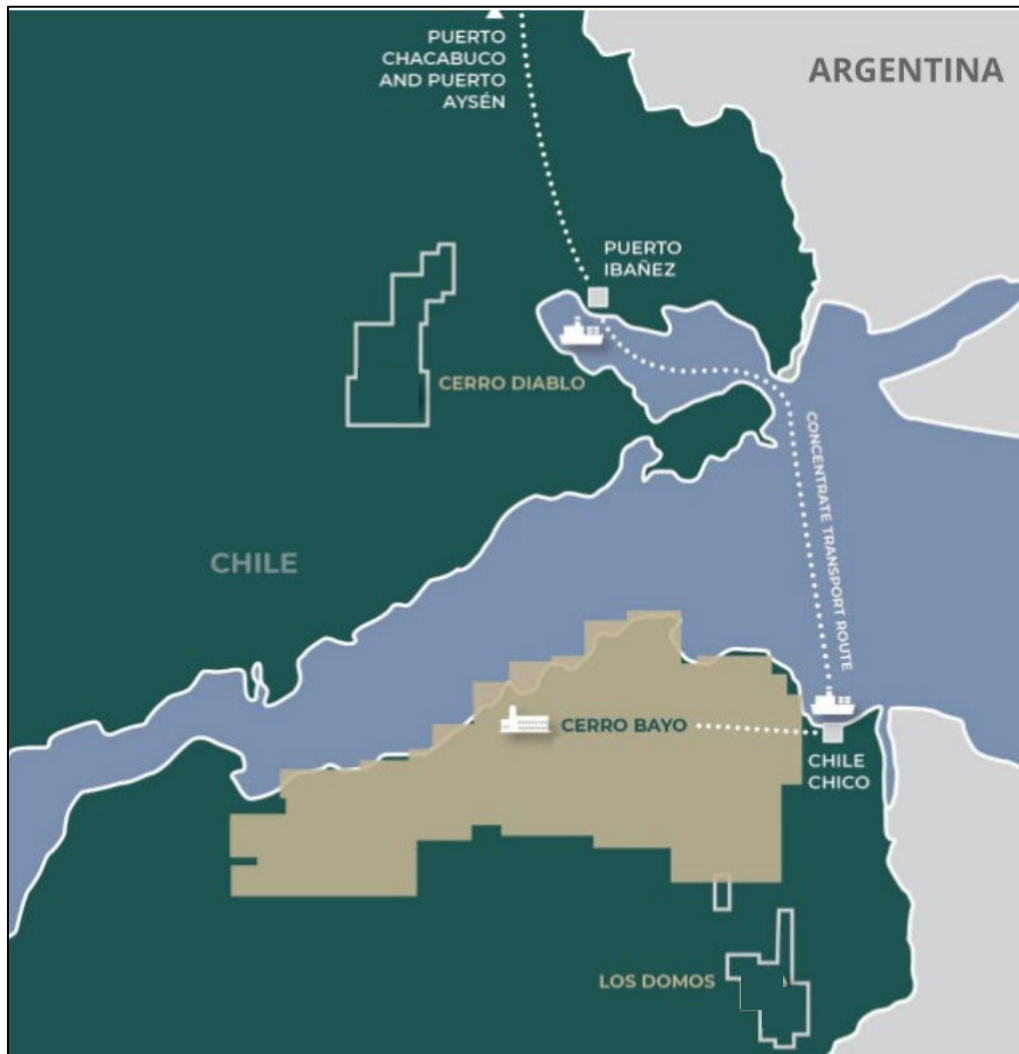 PUERTO
CHACABUCO
AND PUERTO
AYSÉN
ARGENTINA
PUERTO
IBAÑEZ
CERRO DIABLO
CONCENTRATE TRANSPORT ROUTE
CHILE
CERRO BAYO
CHILE
CHICO
LOS DOMOS